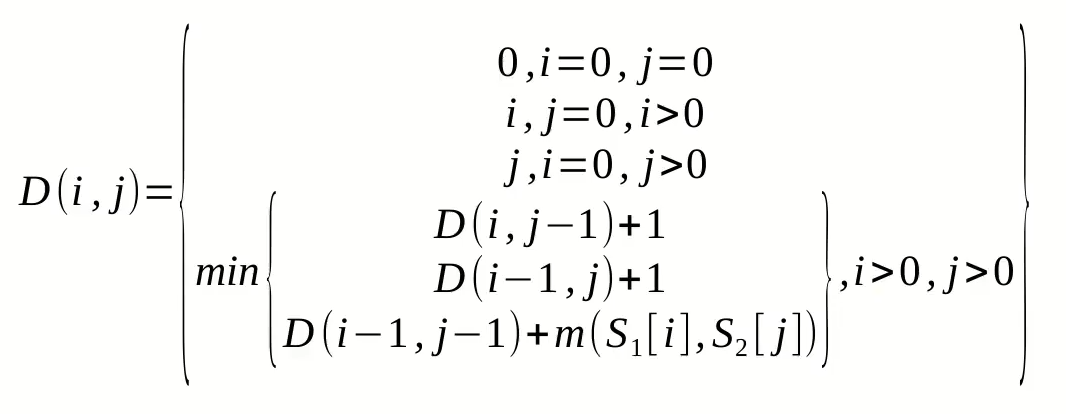 0 ,i=0 , j=0
i , j=0 ,i>0
j ,i=0 , j>0
D(i , j)=
D(i , j−1)+1
min D(i−1 , j)+1 ,i>0 , j>0
D(i−1 , j−1)+m(S₁[i],S₂[j])